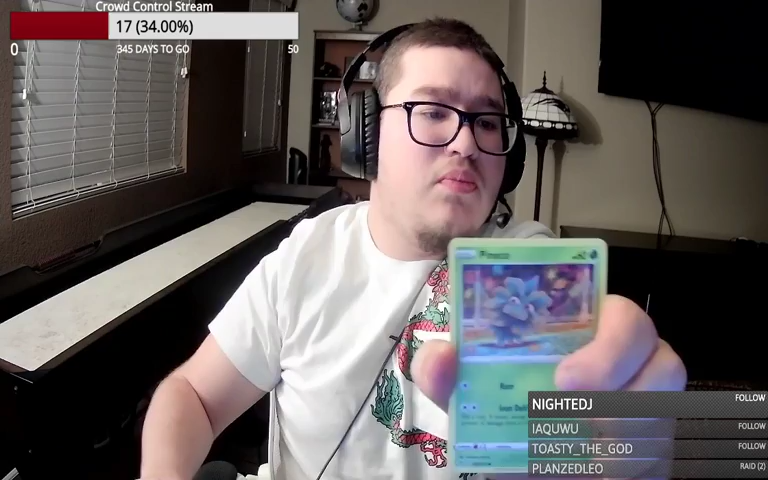 Crowd Control Stream
17 (34.00%)
0 345 DAYS TO GO 50
Pineco
NIGHTEDJ FOLLOW
IAQUWU FOLLOW
TOASTY_THE_GOD FOLLOW
PLANZEDLEO RAID (2)